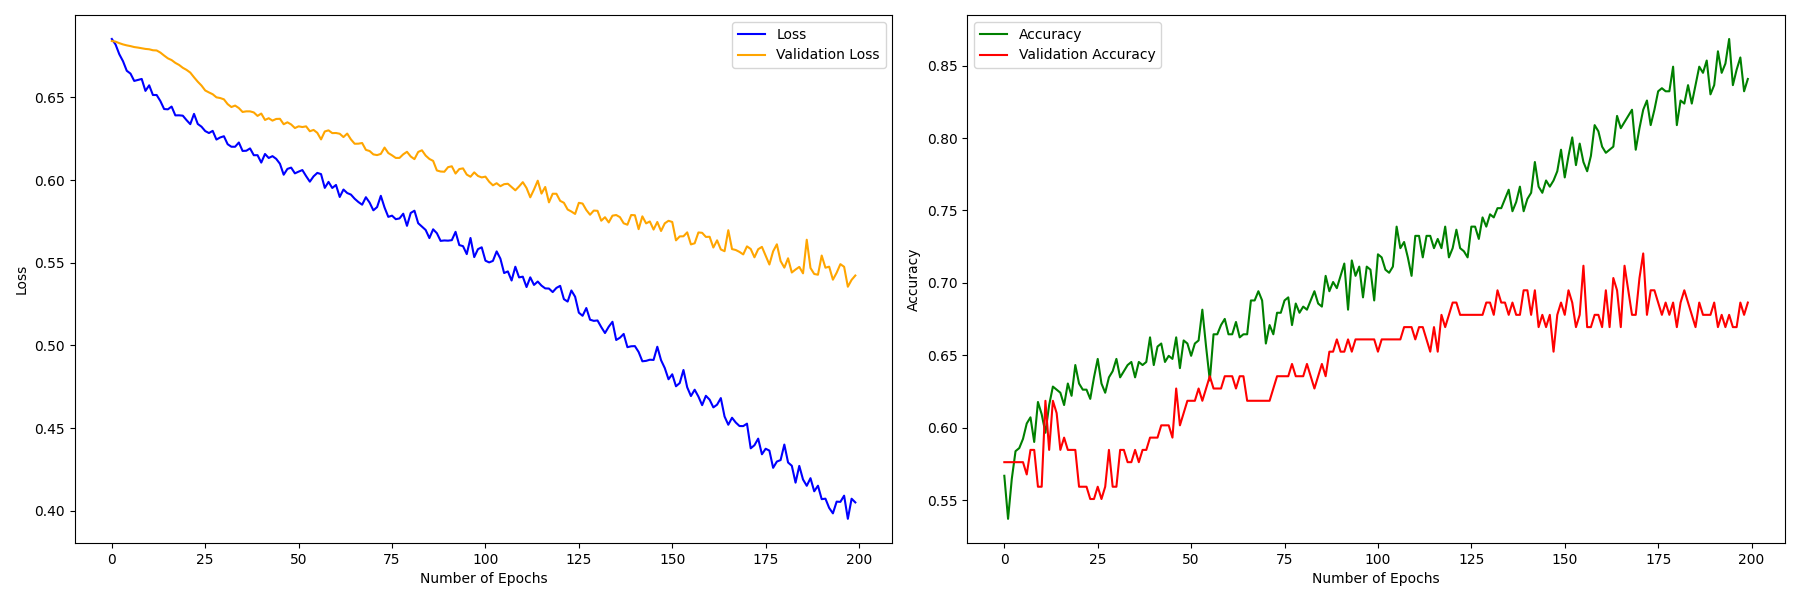 Loss
Validation Loss
0.65
0.60
0.55
0.50
0.45
0.40
Loss
0 25 50 75 100 125 150 175 200
Number of Epochs
Accuracy
Validation Accuracy
0.85
0.80
0.75
0.70
0.65
0.60
0.55
Accuracy
0 25 50 75 100 125 150 175 200
Number of Epochs